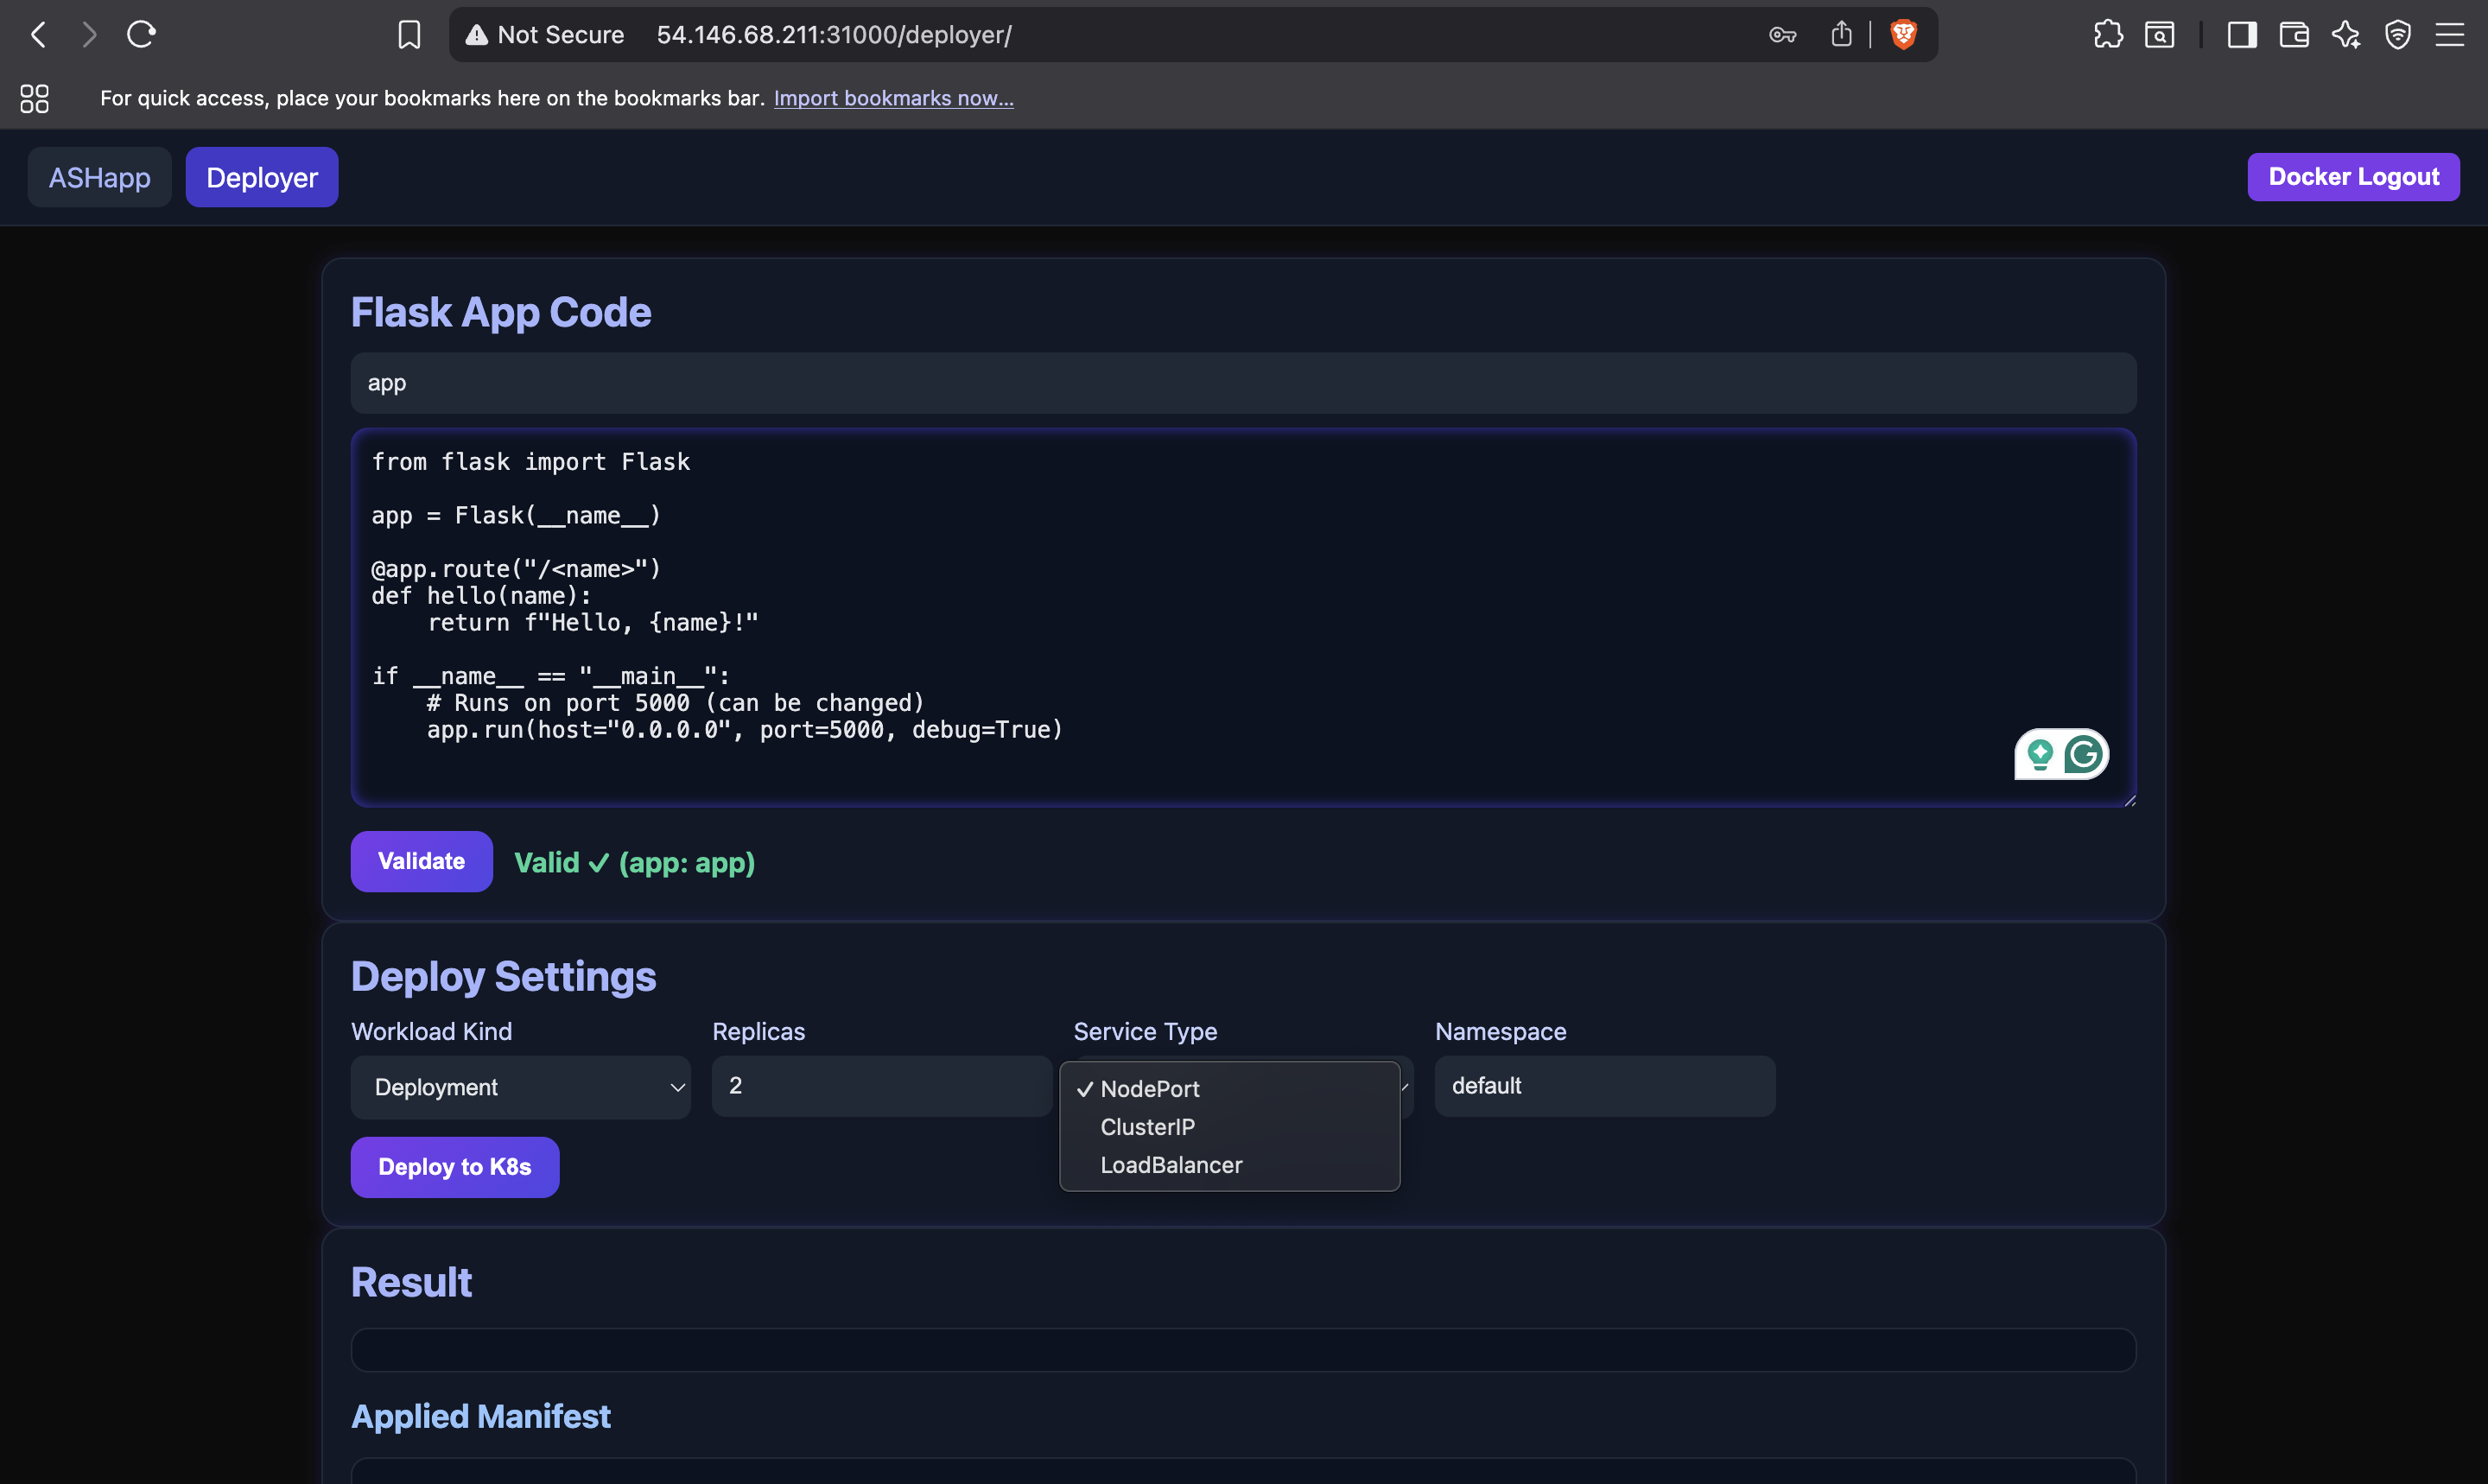 Not Secure 54.146.68.211:31000/deployer/
For quick access, place your bookmarks here on the bookmarks bar. Import bookmarks now...
ASHapp Deployer Docker Logout
Flask App Code
app
from flask import Flask
app = Flask(__name__)
@app.route("/<name>")
def hello(name):
    return f"Hello, {name}!"
if __name__ == "__main__":
    # Runs on port 5000 (can be changed)
    app.run(host="0.0.0.0", port=5000, debug=True)
Validate Valid ✓ (app: app)
Deploy Settings
Workload Kind Replicas Service Type Namespace
Deployment 2 ✓ NodePort default
ClusterIP
LoadBalancer
Deploy to K8s
Result
Applied Manifest